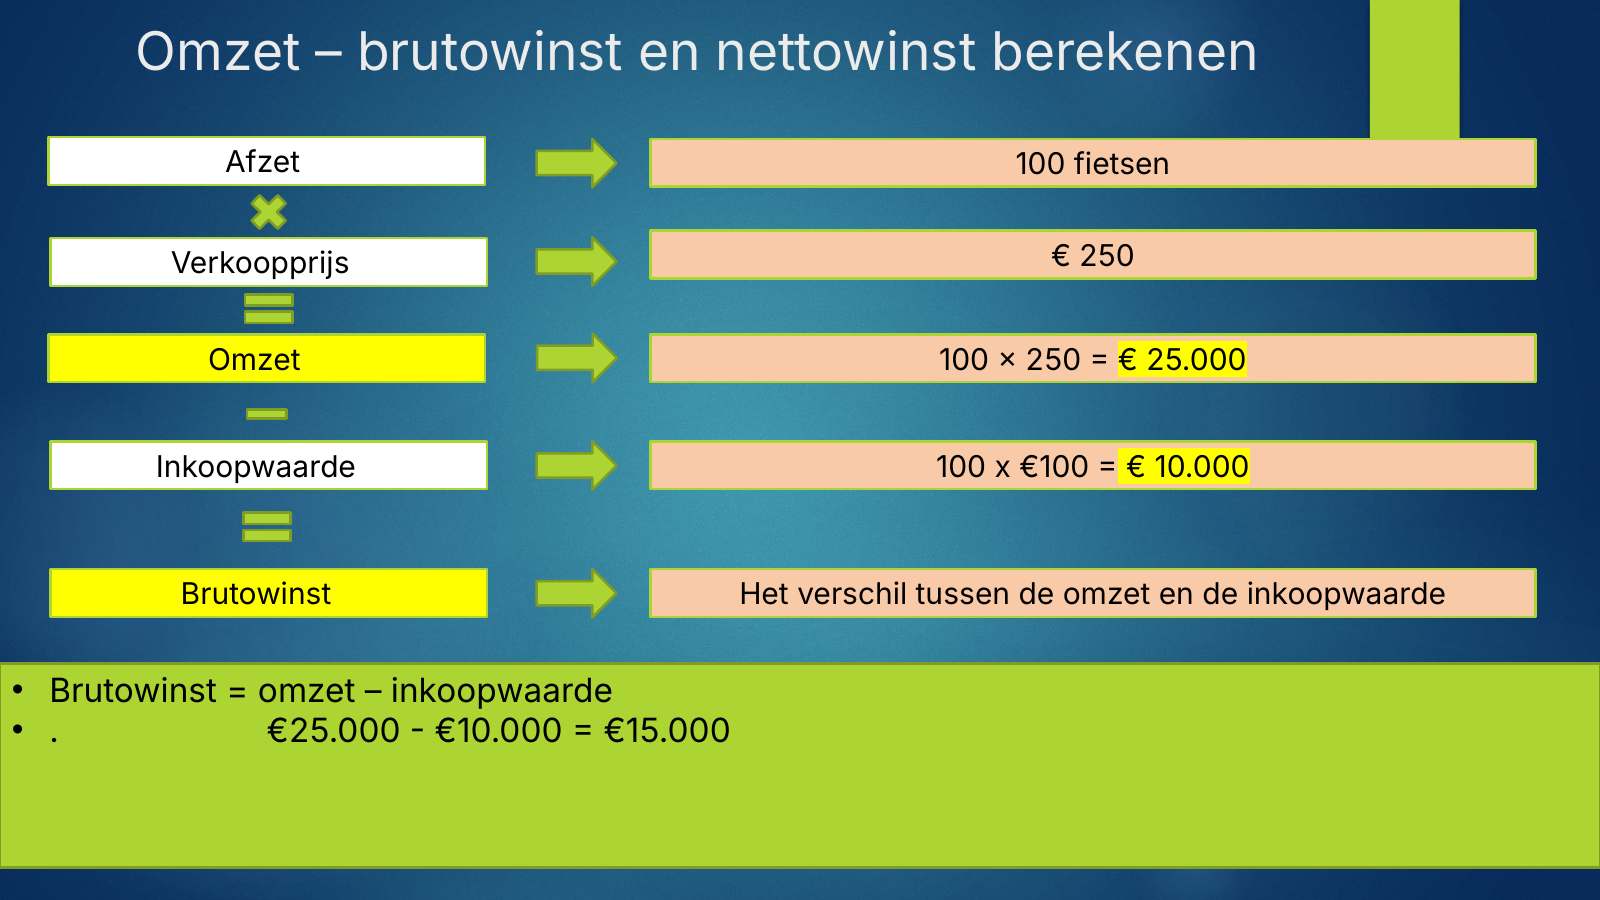 Omzet – brutowinst en nettowinst berekenen
Afzet
100 fietsen
Verkoopprijs
€ 250
Omzet
100 × 250 = € 25.000
Inkoopwaarde
100 x €100 = € 10.000
Brutowinst
Het verschil tussen de omzet en de inkoopwaarde
• Brutowinst = omzet – inkoopwaarde
• . €25.000 - €10.000 = €15.000